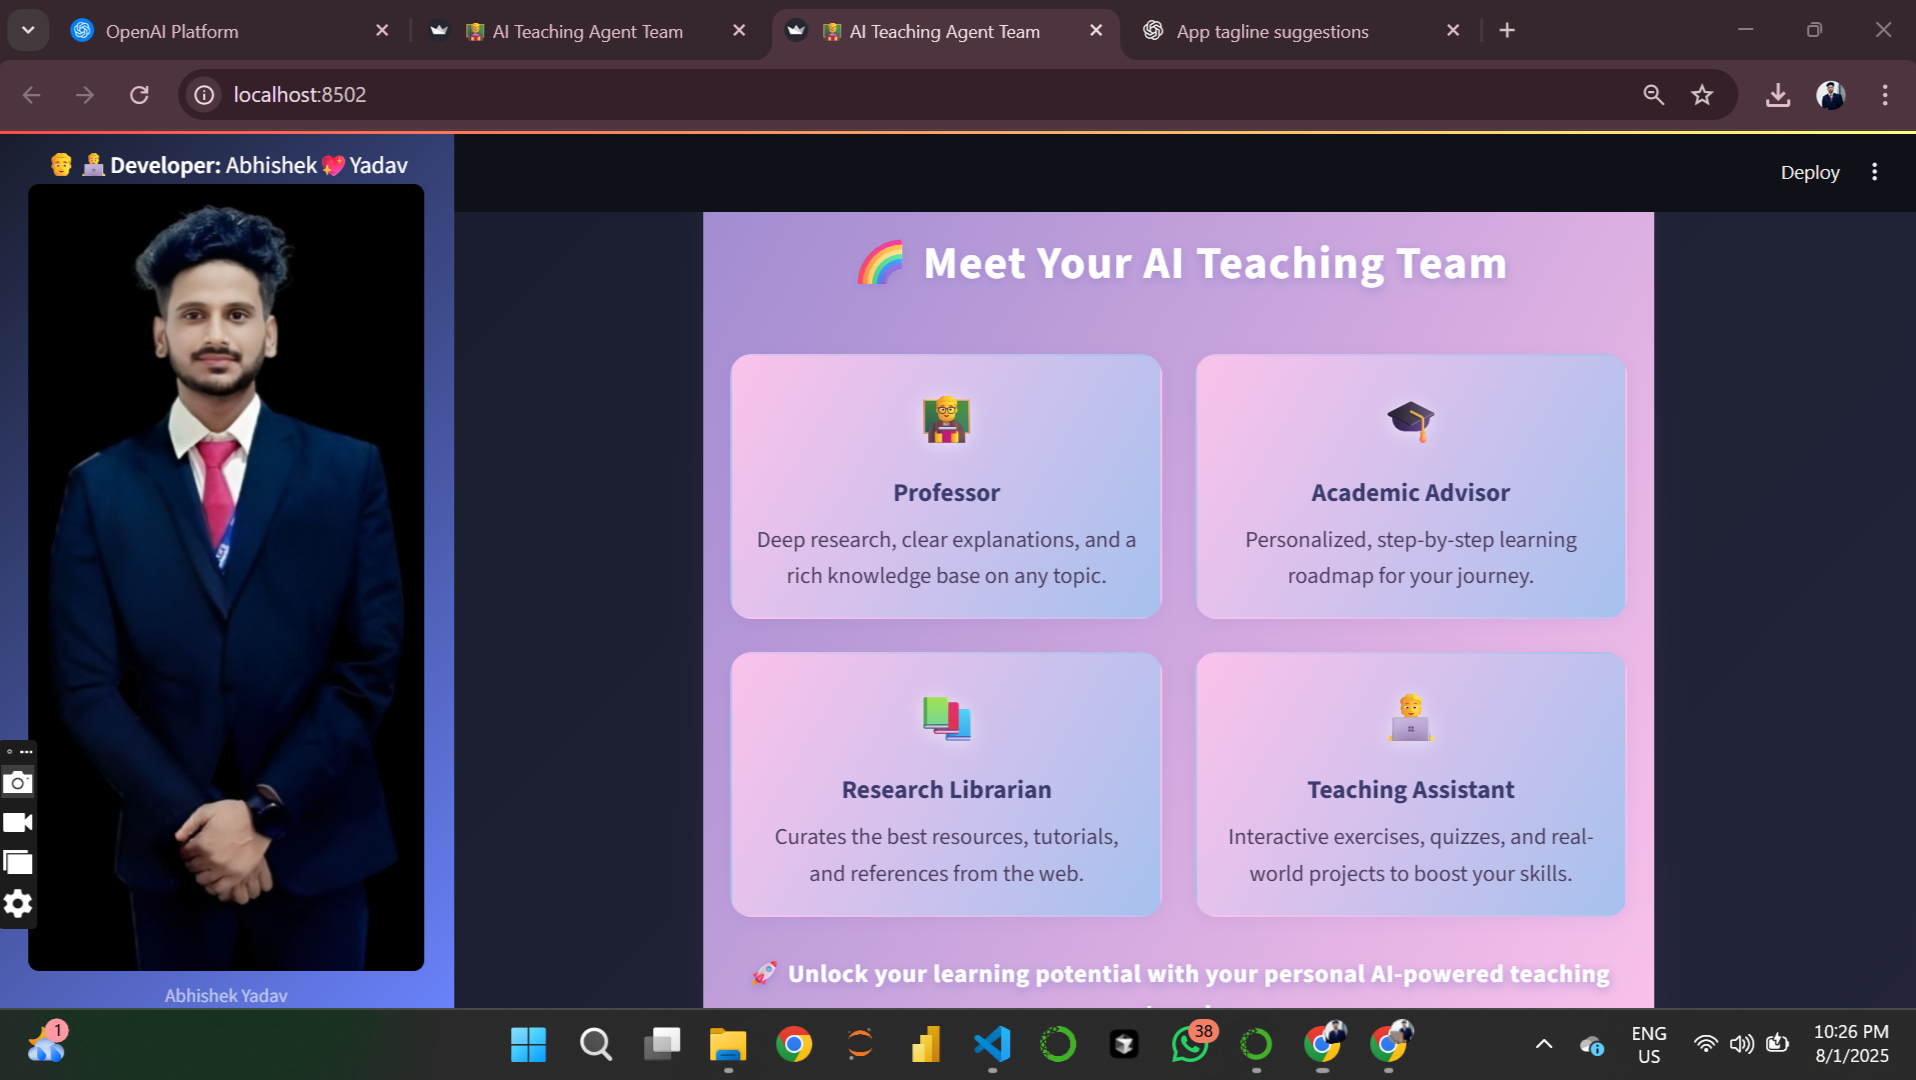 OpenAI Platform
AI Teaching Agent Team
AI Teaching Agent Team
App tagline suggestions
localhost:8502
Developer: Abhishek 💖 Yadav
Abhishek Yadav
Deploy
🌈 Meet Your AI Teaching Team
Professor
Deep research, clear explanations, and a
rich knowledge base on any topic.
Academic Advisor
Personalized, step-by-step learning
roadmap for your journey.
Research Librarian
Curates the best resources, tutorials,
and references from the web.
Teaching Assistant
Interactive exercises, quizzes, and real-
world projects to boost your skills.
🚀 Unlock your learning potential with your personal AI-powered teaching
1
38
ENG
US
10:26 PM
8/1/2025